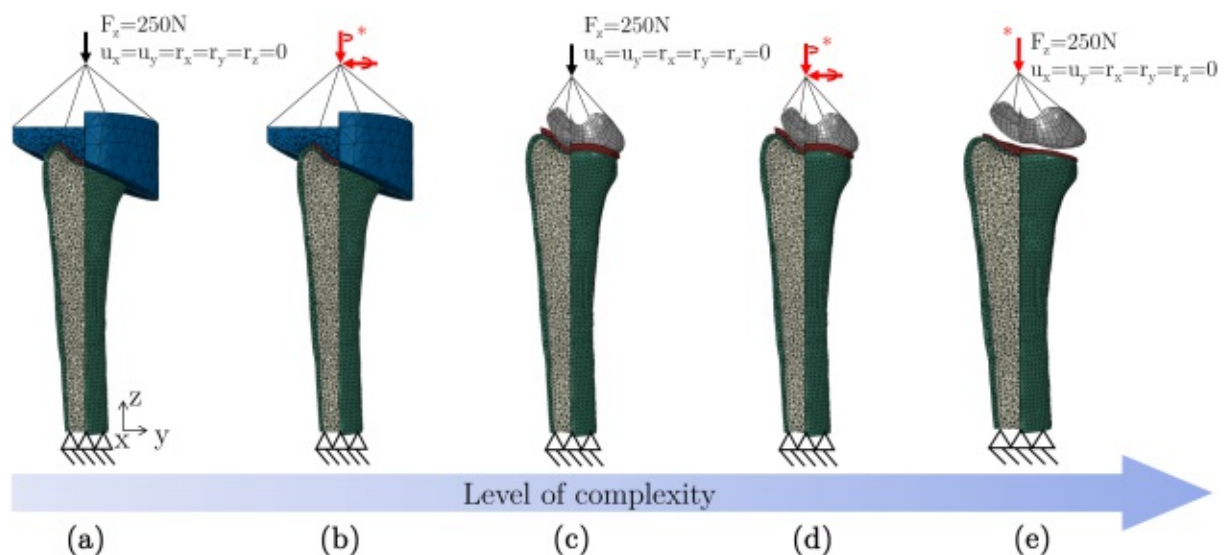 F_z=250N
u_x=u_y=r_x=r_y=r_z=0
*
F_z=250N
u_x=u_y=r_x=r_y=r_z=0
*
*
F_z=250N
u_x=u_y=r_x=r_y=r_z=0
z
x
y
Level of complexity
(a)
(b)
(c)
(d)
(e)